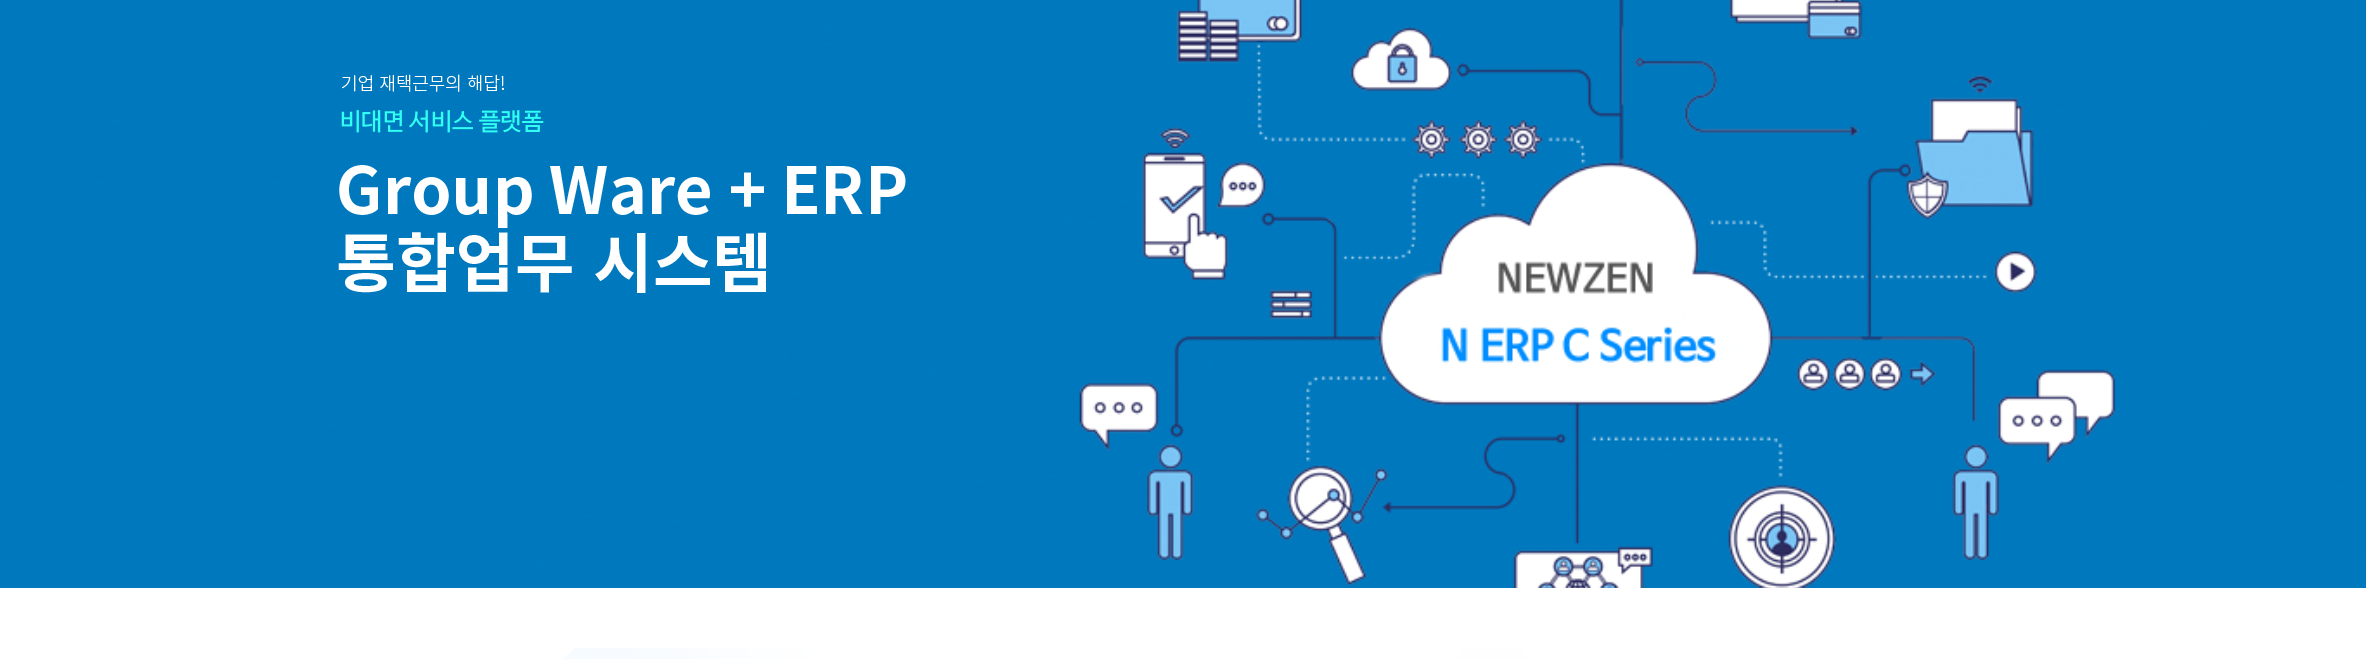 기업 재택근무의 해답!
비대면 서비스 플랫폼
Group Ware + ERP
통합업무 시스템
NEWZEN
N ERP C Series